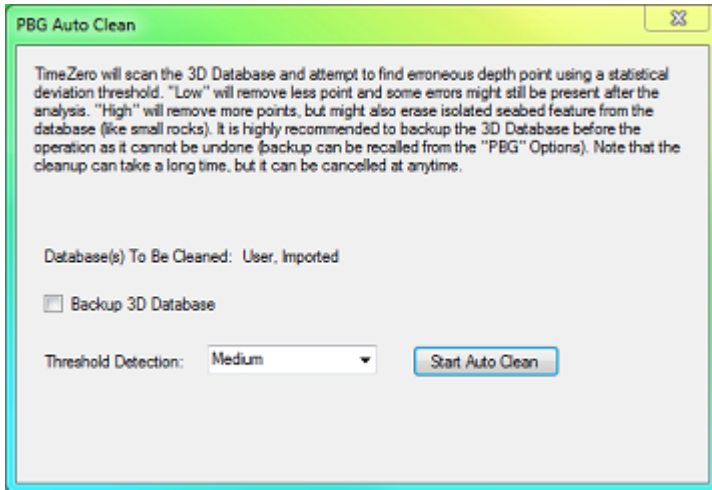 PBG Auto Clean
TimeZero will scan the 3D Database and attempt to find erroneous depth point using a statistical
deviation threshold. "Low" will remove less point and some errors might still be present after the
analysis. "High" will remove more points, but might also erase isolated seabed feature from the
database (like small rocks). It is highly recommended to backup the 3D Database before the
operation as it cannot be undone (backup can be recalled from the "PBG" Options). Note that the
cleanup can take a long time, but it can be cancelled at anytime.
Database(s) To Be Cleaned: User, Imported
Backup 3D Database
Threshold Detection: Medium Start Auto Clean